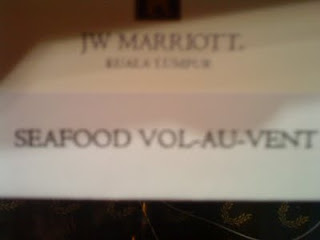 JW MARRIOTT.
KUALA LUMPUR
SEAFOOD VOL-AU-VENT